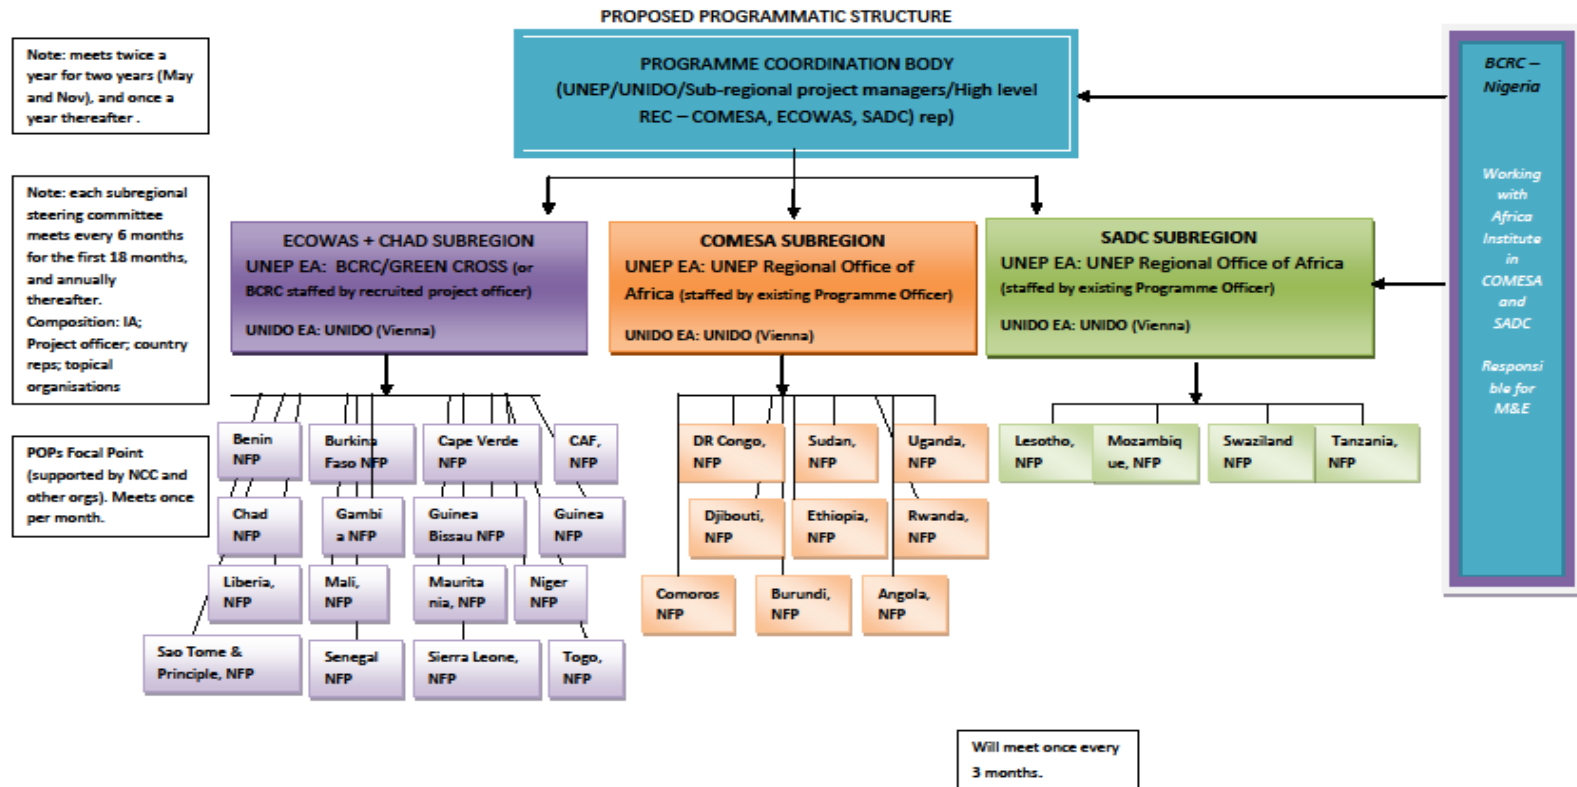 PROPOSED PROGRAMMATIC STRUCTURE
Note: meets twice a
year for two years (May
and Nov), and once a
year thereafter .
PROGRAMME COORDINATION BODY
(UNEP/UNIDO/Sub-regional project managers/High level
REC – COMESA, ECOWAS, SADC) rep)
BCRC –
Nigeria
Working
with
Africa
Institute
in
COMESA
and
SADC
Responsi
ble for
M&E
Note: each subregional
steering committee
meets every 6 months
for the first 18 months,
and annually
thereafter.
Composition: IA;
Project officer; country
reps; topical
organisations
ECOWAS + CHAD SUBREGION
UNEP EA: BCRC/GREEN CROSS (or
BCRC staffed by recruited project officer)
UNIDO EA: UNIDO (Vienna)
COMESA SUBREGION
UNEP EA: UNEP Regional Office of
Africa (staffed by existing Programme Officer)
UNIDO EA: UNIDO (Vienna)
SADC SUBREGION
UNEP EA: UNEP Regional Office of Africa
(staffed by existing Programme Officer)
UNIDO EA: UNIDO (Vienna)
POPs Focal Point
(supported by NCC and
other orgs). Meets once
per month.
Benin
NFP
Burkina
Faso NFP
Cape Verde
NFP
CAF,
NFP
Chad
NFP
Gambi
a NFP
Guinea
Bissau NFP
Guinea
NFP
Liberia,
NFP
Mali,
NFP
Maurita
nia, NFP
Niger
NFP
Sao Tome &
Principle, NFP
Senegal
NFP
Sierra Leone,
NFP
Togo,
NFP
DR Congo,
NFP
Sudan,
NFP
Uganda,
NFP
Djibouti,
NFP
Ethiopia,
NFP
Rwanda,
NFP
Comoros
NFP
Burundi,
NFP
Angola,
NFP
Lesotho,
NFP
Mozambiq
ue, NFP
Swaziland
NFP
Tanzania,
NFP
Will meet once every
3 months.